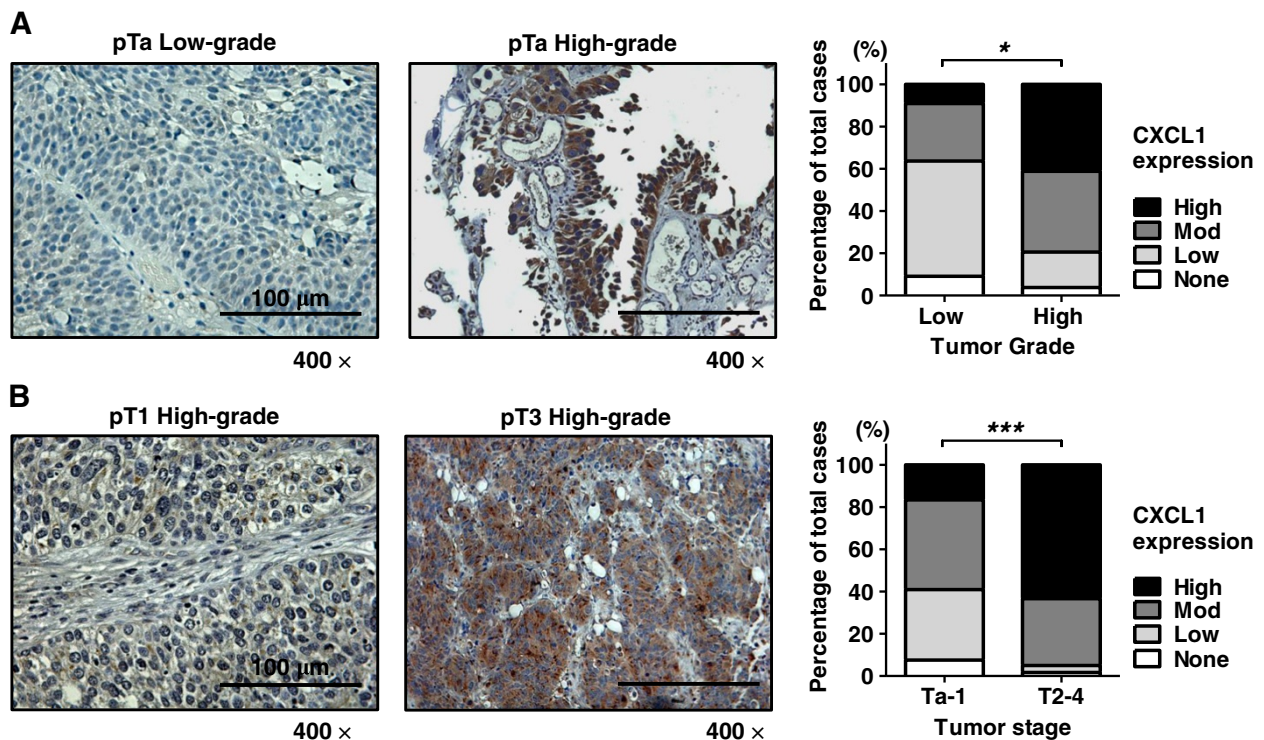 A
pTa Low-grade
pTa High-grade
100 µm
400 ×
400 ×
Percentage of total cases
(%)
*
100
80
60
40
20
0
Low
High
Tumor Grade
CXCL1
expression
High
Mod
Low
None
B
pT1 High-grade
pT3 High-grade
100 µm
400 ×
400 ×
Percentage of total cases
(%)
***
100
80
60
40
20
0
Ta-1
T2-4
Tumor stage
CXCL1
expression
High
Mod
Low
None